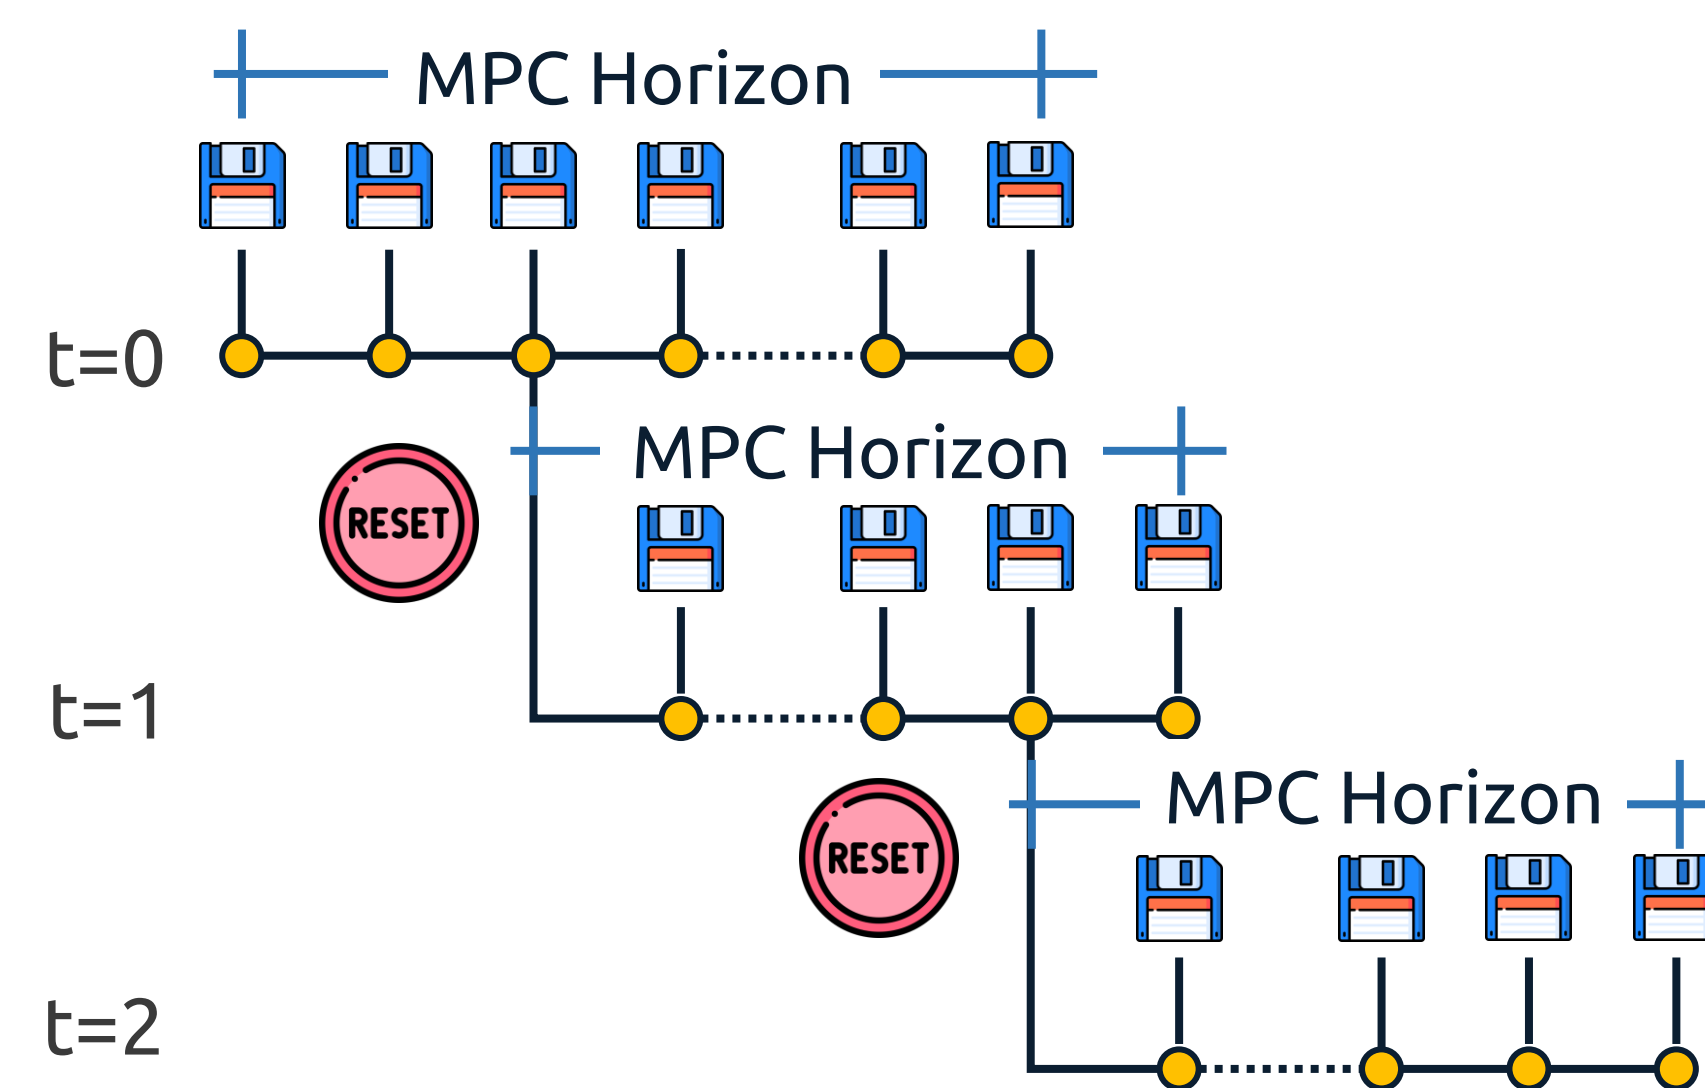 MPC Horizon
t=0
MPC Horizon
RESET
t=1
MPC Horizon
RESET
t=2